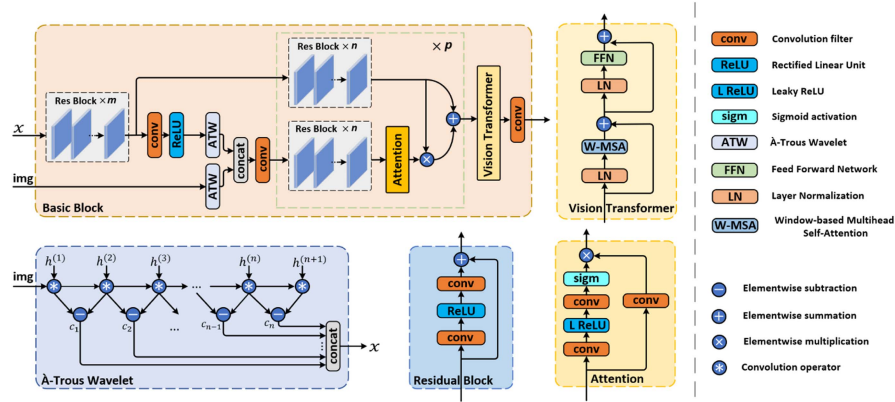 Res Block ×n
× p
Res Block ×m
x
conv
ReLU
ATW
ATW
concat
conv
Res Block ×n
Attention
Vision Transformer
conv
img
Basic Block
FFN
LN
W-MSA
LN
Vision Transformer
conv Convolution filter
ReLU Rectified Linear Unit
L ReLU Leaky ReLU
sigm Sigmoid activation
ATW À-Trous Wavelet
FFN Feed Forward Network
LN Layer Normalization
W-MSA Window-based Multihead
Self-Attention
Elementwise subtraction
Elementwise summation
Elementwise multiplication
Convolution operator
h(1) h(2) h(3) h(n) h(n+1)
img
...
c1 c2 ... cn−1 cn
concat
x
À-Trous Wavelet
conv
ReLU
conv
Residual Block
sigm
conv
conv
L ReLU
conv
Attention